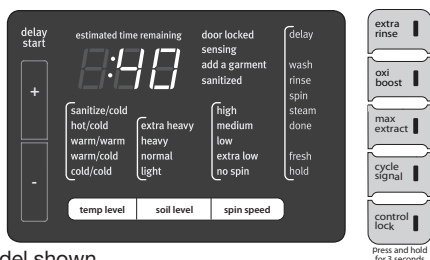 delay
start
estimated time remaining
:40
door locked
sensing
add a garment
sanitized
delay
wash
rinse
spin
steam
done
fresh
hold
+
-
sanitize/cold
hot/cold
warm/warm
warm/cold
cold/cold
extra heavy
heavy
normal
light
high
medium
low
extra low
no spin
temp level
soil level
spin speed
extra
rinse
oxi
boost
max
extract
cycle
signal
control
lock
Press and hold
for 3 seconds
del shown